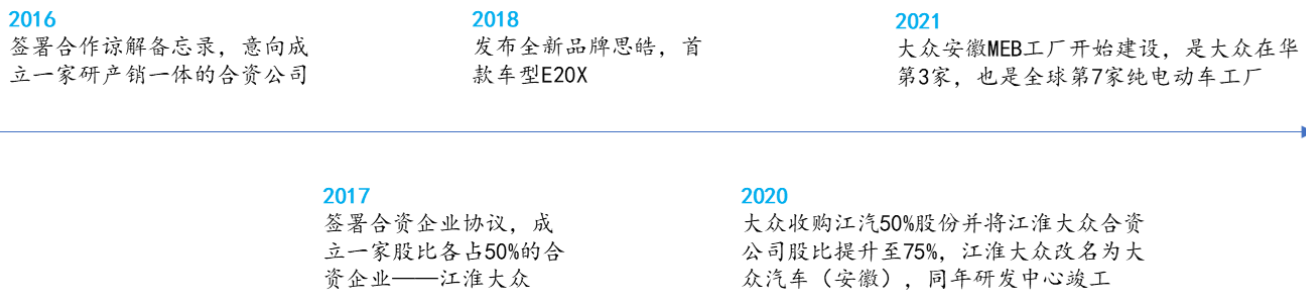 2016
签署合作谅解备忘录，意向成
立一家研产销一体的合资公司
2017
签署合资企业协议，成
立一家股比各占50%的合
资企业——江淮大众
2018
发布全新品牌思皓，首
款车型E20X
2020
大众收购江汽50%股份并将江淮大众合资
公司股比提升至75%，江淮大众改名为大
众汽车（安徽），同年研发中心竣工
2021
大众安徽MEB工厂开始建设，是大众在华
第3家，也是全球第7家纯电动车工厂